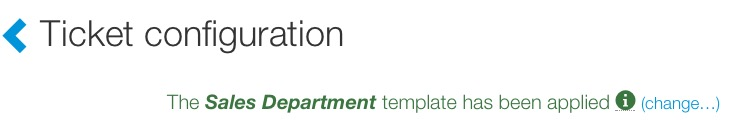 Ticket configuration
The Sales Department template has been applied (change...)